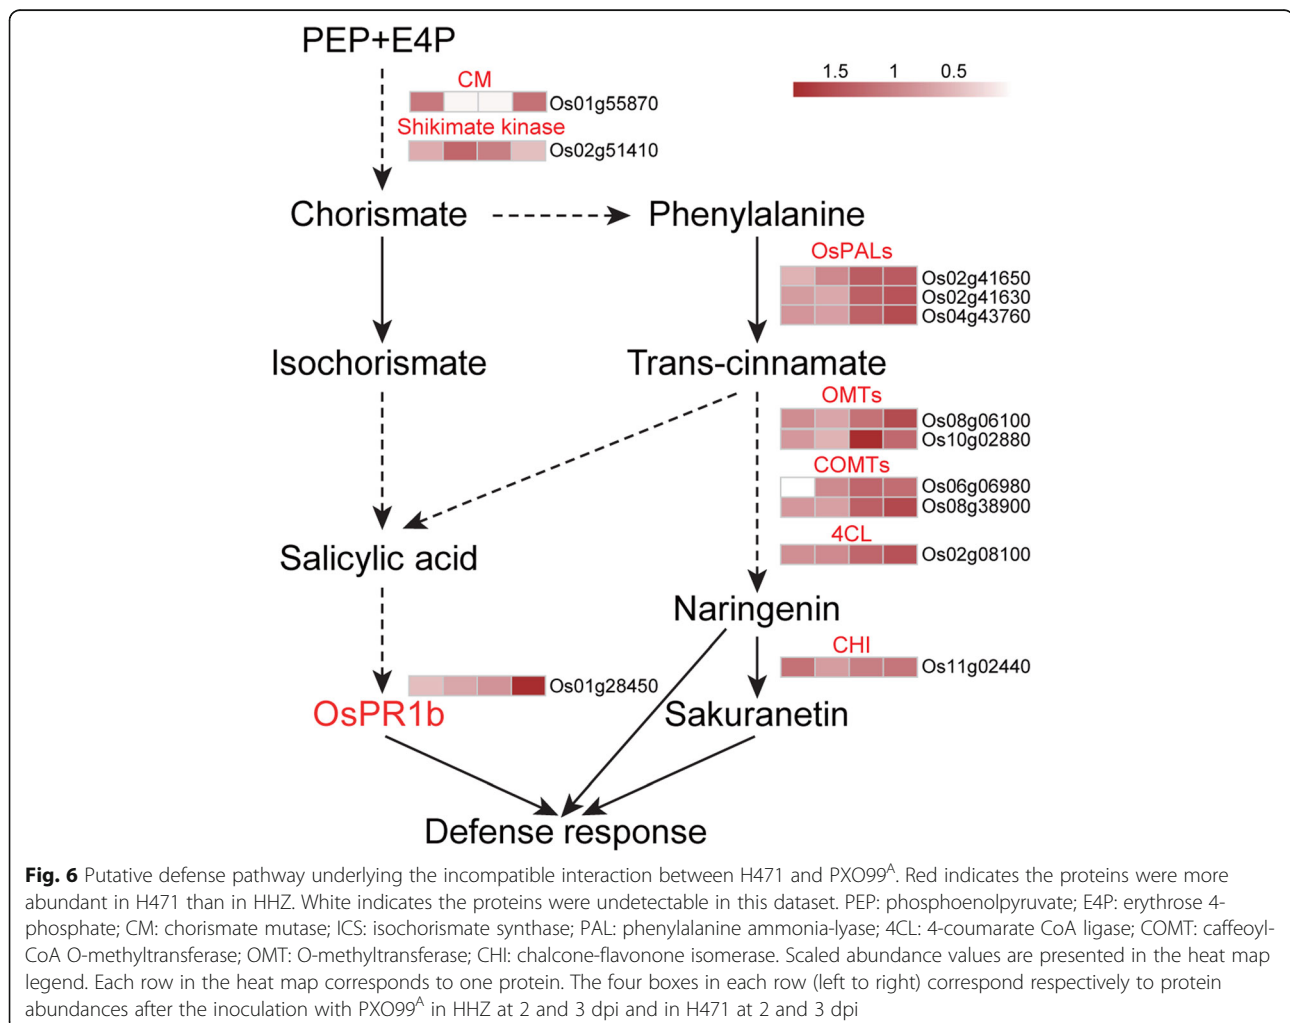 PEP+E4P
1.5 1 0.5
CM
Os01g55870
Shikimate kinase
Os02g51410
Chorismate
Phenylalanine
OsPALs
Os02g41650
Os02g41630
Os04g43760
Isochorismate
Trans-cinnamate
OMTs
Os08g06100
Os10g02880
COMTs
Os06g06980
Os08g38900
4CL
Os02g08100
Salicylic acid
Naringenin
CHI
Os11g02440
Os01g28450
OsPR1b
Sakuranetin
Defense response
Fig. 6 Putative defense pathway underlying the incompatible interaction between H471 and PXO99ᴬ. Red indicates the proteins were more
abundant in H471 than in HHZ. White indicates the proteins were undetectable in this dataset. PEP: phosphoenolpyruvate; E4P: erythrose 4-
phosphate; CM: chorismate mutase; ICS: isochorismate synthase; PAL: phenylalanine ammonia-lyase; 4CL: 4-coumarate CoA ligase; COMT: caffeoyl-
CoA O-methyltransferase; OMT: O-methyltransferase; CHI: chalcone-flavonone isomerase. Scaled abundance values are presented in the heat map
legend. Each row in the heat map corresponds to one protein. The four boxes in each row (left to right) correspond respectively to protein
abundances after the inoculation with PXO99ᴬ in HHZ at 2 and 3 dpi and in H471 at 2 and 3 dpi